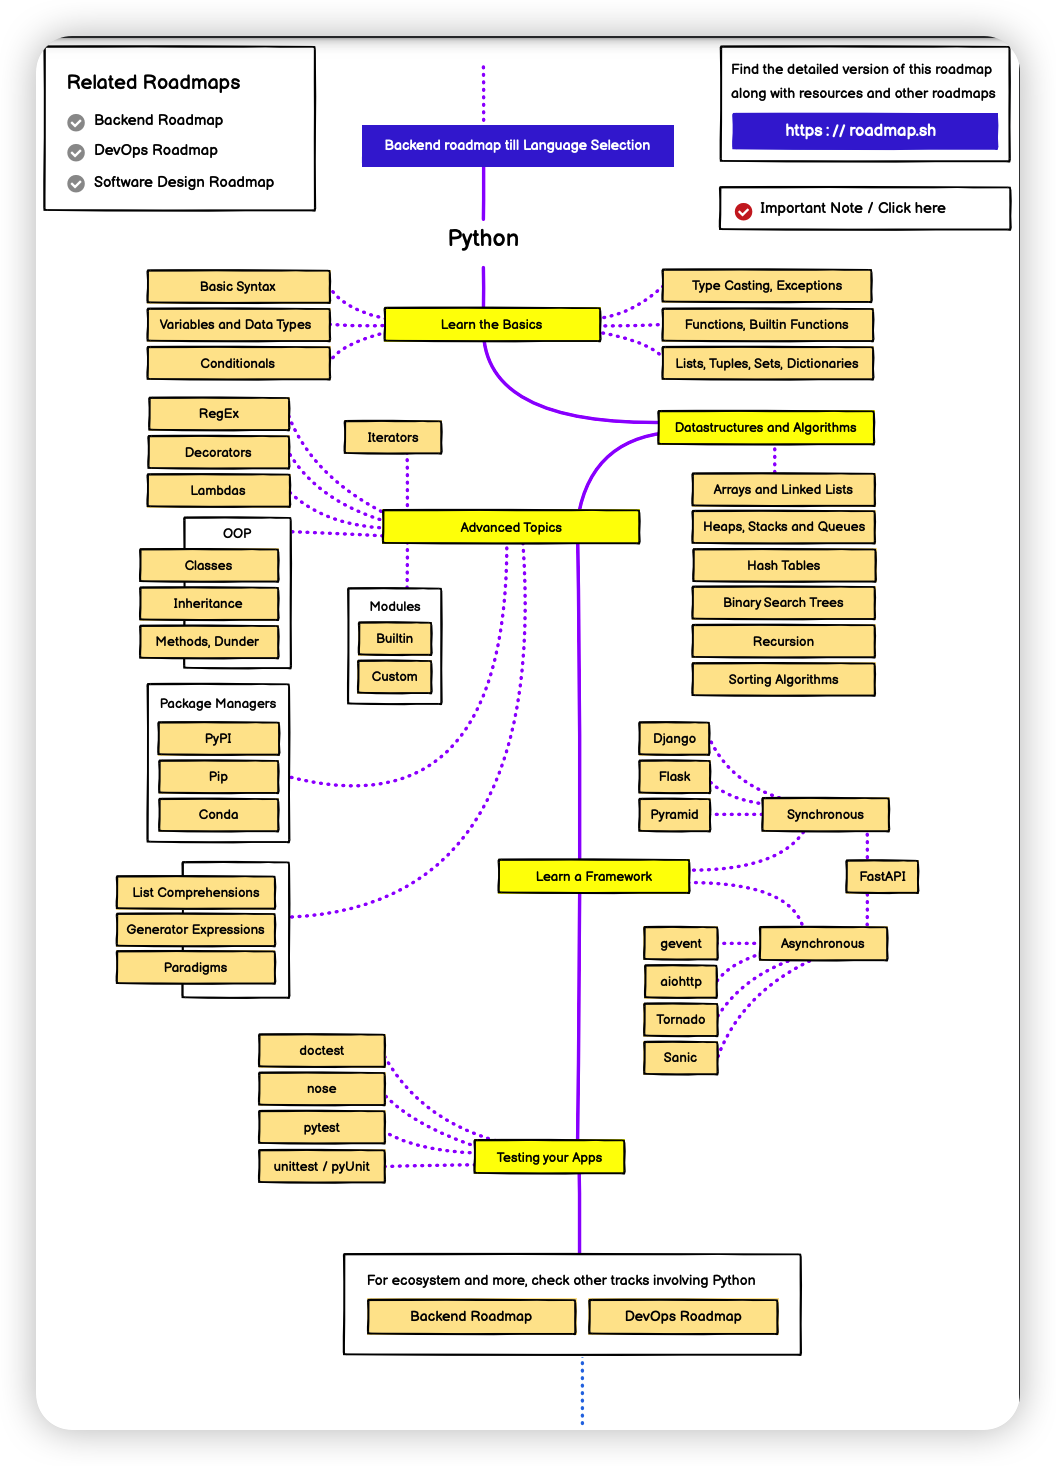 Related Roadmaps
Backend Roadmap
DevOps Roadmap
Software Design Roadmap
Find the detailed version of this roadmap
along with resources and other roadmaps
https : // roadmap.sh
Important Note / Click here
Backend roadmap till Language Selection
Python
Basic Syntax
Variables and Data Types
Conditionals
Learn the Basics
Type Casting, Exceptions
Functions, Builtin Functions
Lists, Tuples, Sets, Dictionaries
Datastructures and Algorithms
Arrays and Linked Lists
Heaps, Stacks and Queues
Hash Tables
Binary Search Trees
Recursion
Sorting Algorithms
RegEx
Decorators
Lambdas
Iterators
Advanced Topics
OOP
Classes
Inheritance
Methods, Dunder
Modules
Builtin
Custom
Package Managers
PyPI
Pip
Conda
List Comprehensions
Generator Expressions
Paradigms
Django
Flask
Pyramid
Synchronous
Learn a Framework
FastAPI
Asynchronous
gevent
aiohttp
Tornado
Sanic
doctest
nose
pytest
unittest / pyUnit
Testing your Apps
For ecosystem and more, check other tracks involving Python
Backend Roadmap
DevOps Roadmap